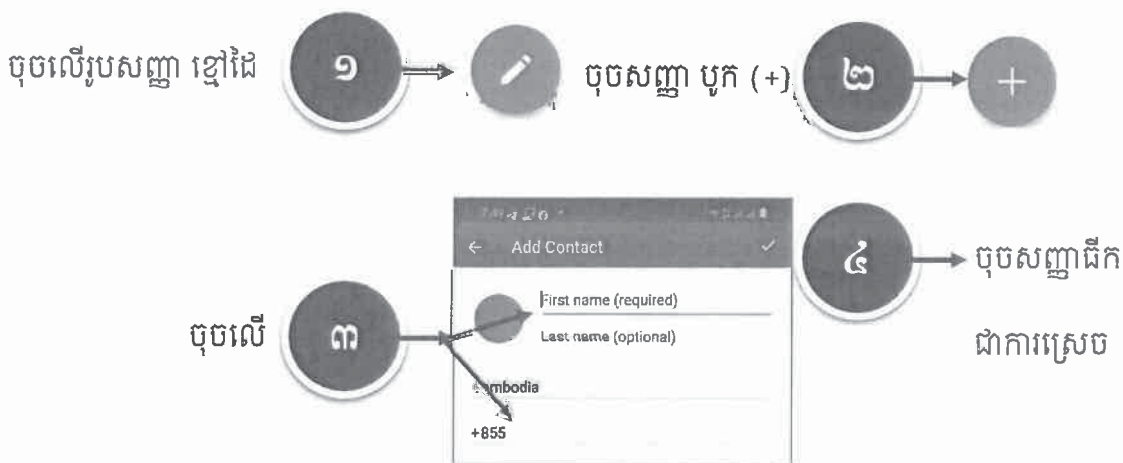 ចុចលើរូបសញ្ញា ខ្មៅដៃ
១
ចុចសញ្ញា បូក (+)
២
+
ចុចលើ
៣
Add Contact
First name (required)
Last name (optional)
Cambodia
+855
៤
ចុចសញ្ញាធីក
ជាការស្រេច